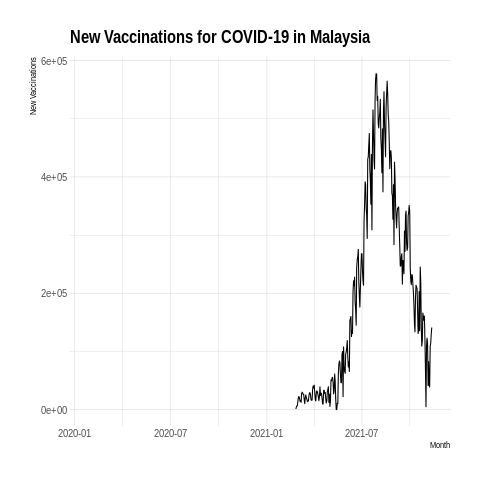 New Vaccinations for COVID-19 in Malaysia
New Vaccinations
6e+05
4e+05
2e+05
0e+00
2020-01
2020-07
2021-01
2021-07
Month